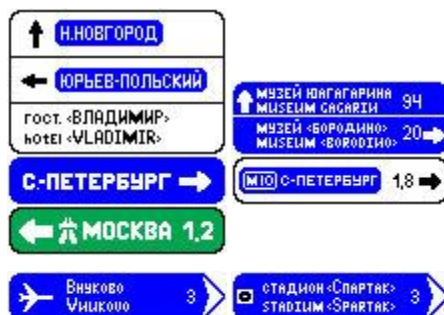 Н.НОВГОРОД
ЮРЬЕВ-ПОЛЬСКИЙ
гост. <ВЛАДИМИР>
hotEl <VLADIMIR>
С.-ПЕТЕРБУРГ
МОСКВА 1,2
МУЗЕЙ ЮАГАГАРИНА 94
MUSEUM GAGARIN
МУЗЕЙ <БОРОДИНО> 20
MUSEUM <BORODINO>
М10 С-ПЕТЕРБУРГ 1,8
Внуково 3
Vnukovo
стадион <Спартак> 3
STADIUM <SPARTAK>